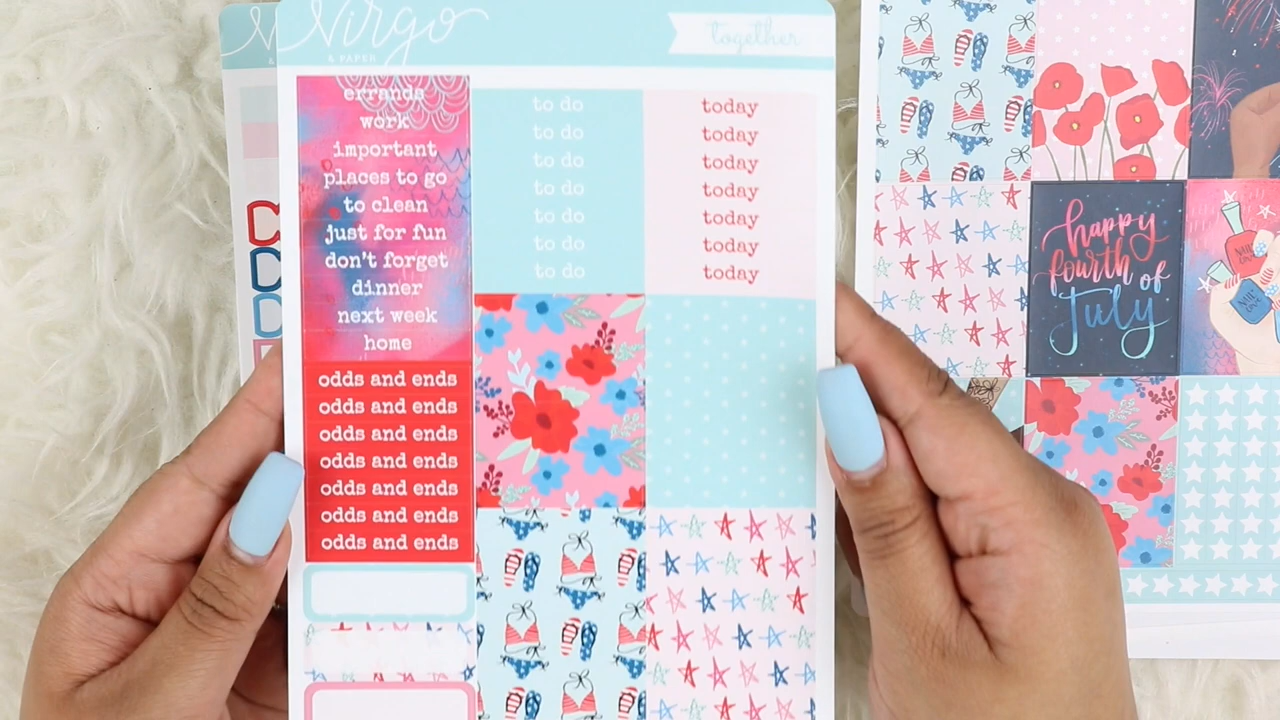 Virgo
& PAPER
together
errands
work
important
places to go
to clean
just for fun
don't forget
dinner
next week
home
odds and ends
odds and ends
odds and ends
odds and ends
odds and ends
odds and ends
odds and ends
to do
to do
to do
to do
to do
to do
to do
today
today
today
today
today
today
today
happy
fourth of
July